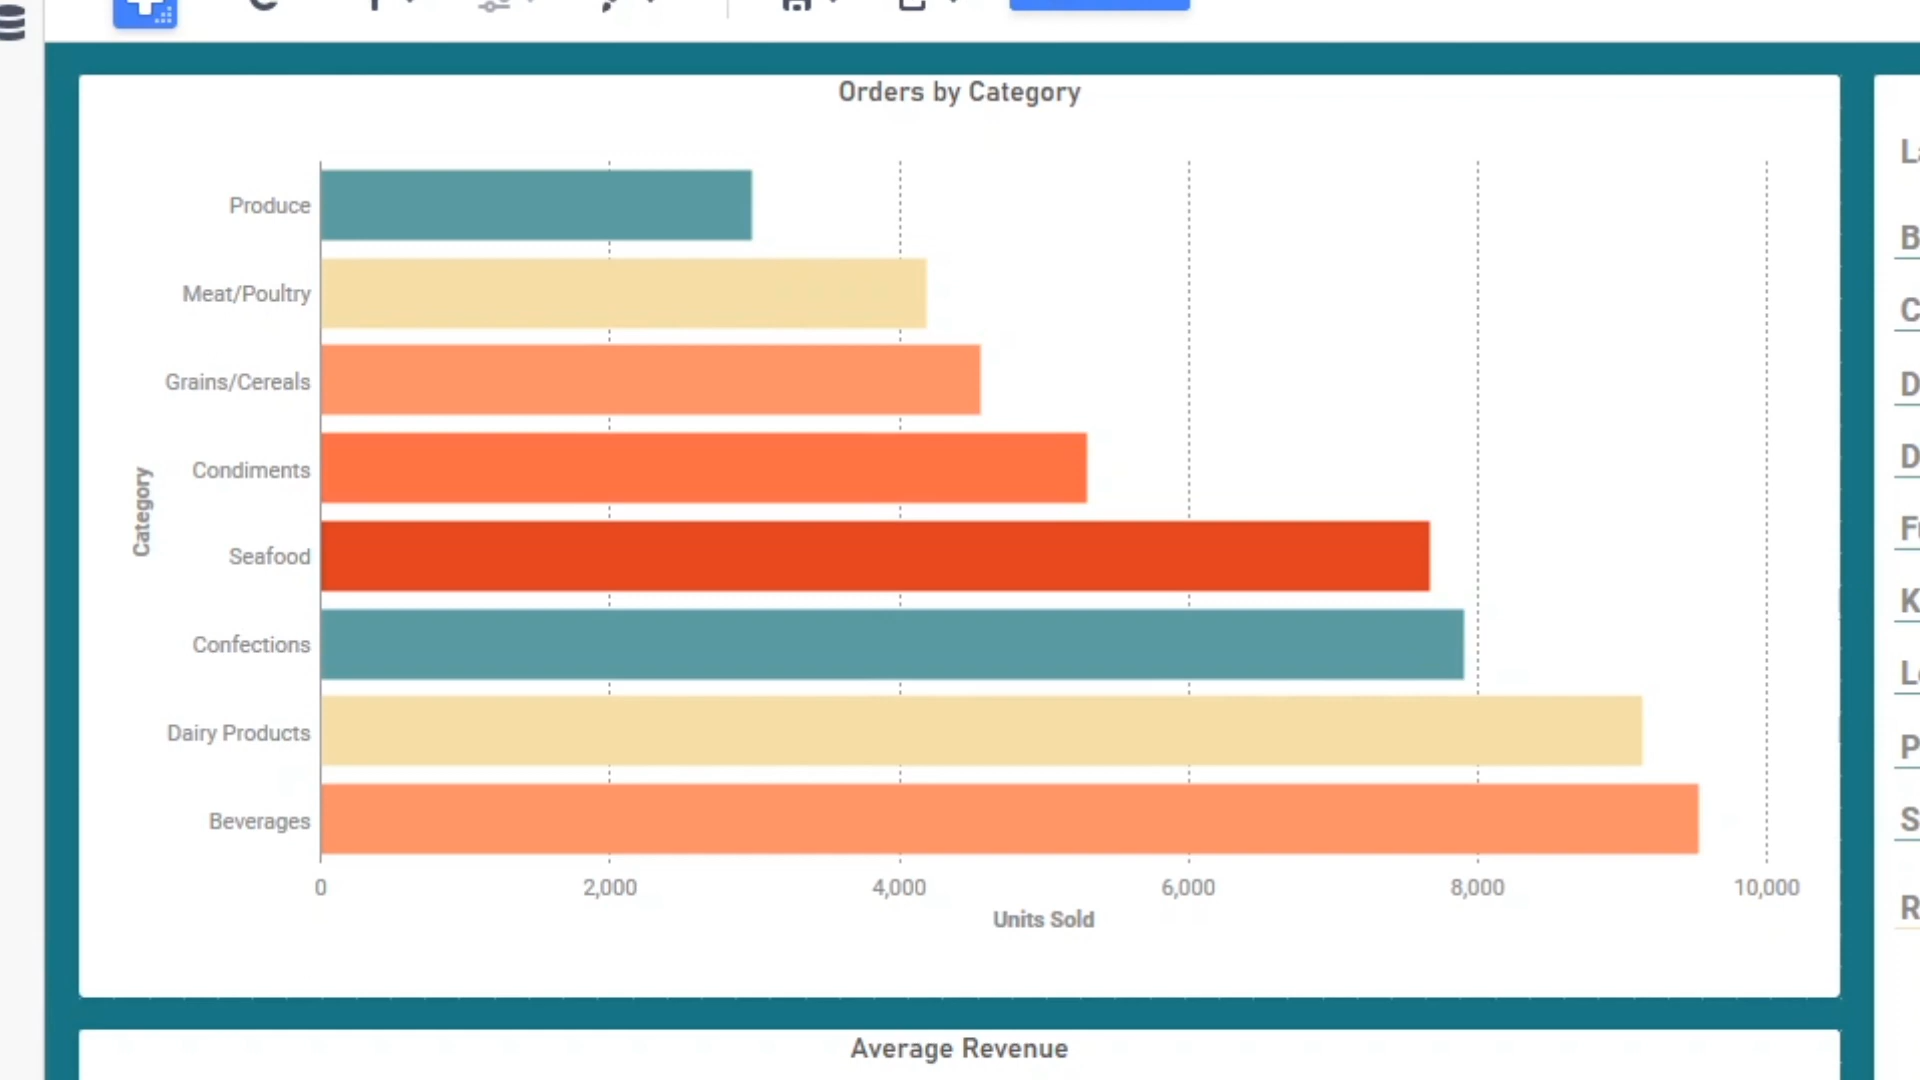 Orders by Category
Produce
Meat/Poultry
Grains/Cereals
Condiments
Seafood
Confections
Dairy Products
Beverages
Category
0 2,000 4,000 6,000 8,000 10,000
Units Sold
Average Revenue